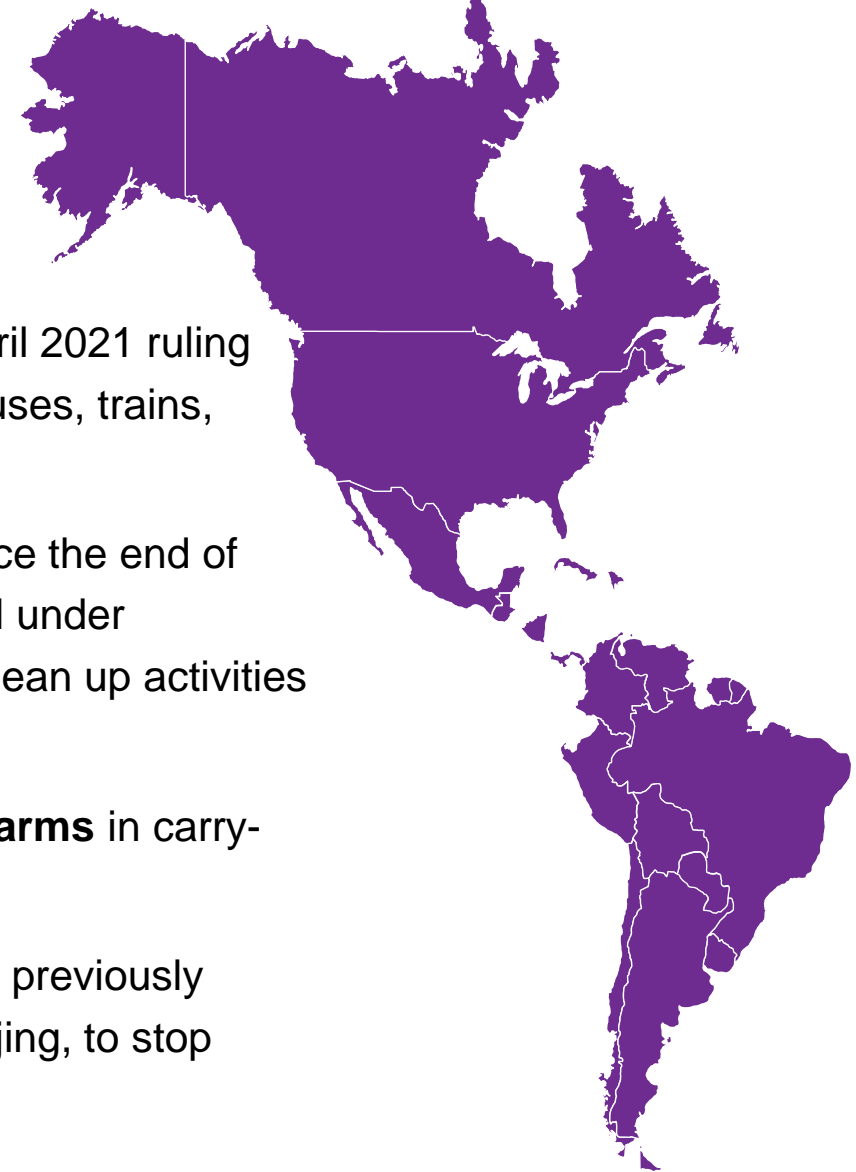 ril 2021 ruling
uses, trains,
ce the end of
under
ean up activities
arms in carry-
previously
jing, to stop